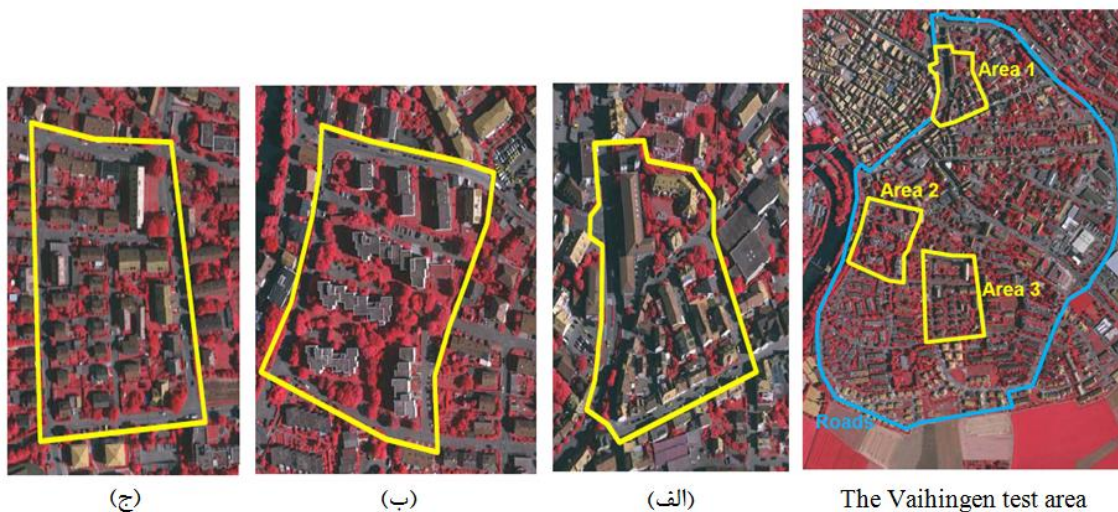 Area 1
Area 2
Area 3
Roads
(ج)
(ب)
(الف)
The Vaihingen test area